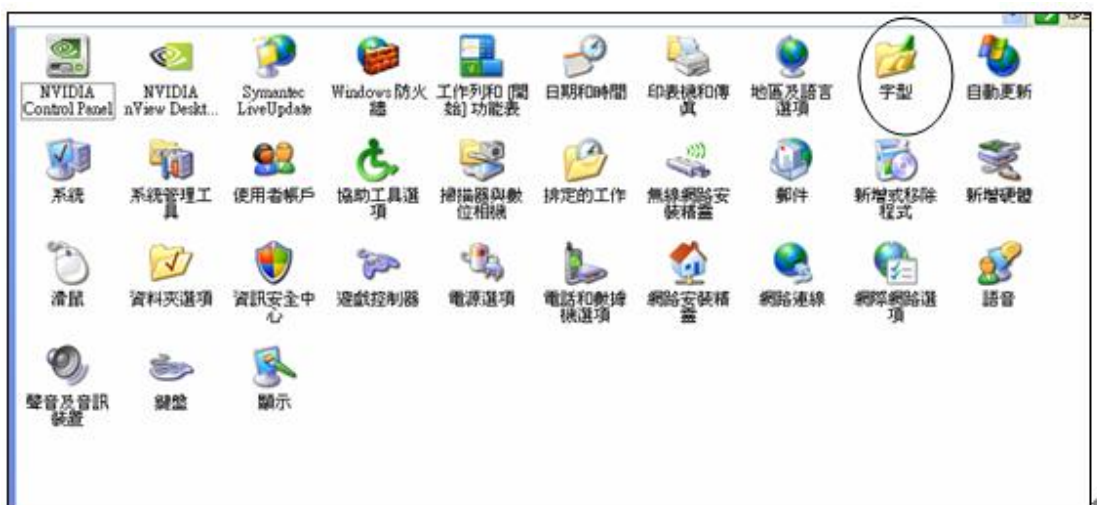 NVIDIA
Control Panel
NVIDIA
nView Deskt...
Symantec
LiveUpdate
Windows 防火
牆
工作列和 [開
始] 功能表
日期和時間
印表機和傳
真
地區及語言
選項
字型
自動更新
系統
系統管理工
具
使用者帳戶
協助工具選
項
掃描器與數
位相機
排定的工作
無線網路安
裝精靈
郵件
新增或移除
程式
新增硬體
滑鼠
資料夾選項
資訊安全中
心
遊戲控制器
電源選項
電話和數據
機選項
網路安裝精
靈
網路連線
網際網路選
項
語音
聲音及音訊
裝置
鍵盤
顯示